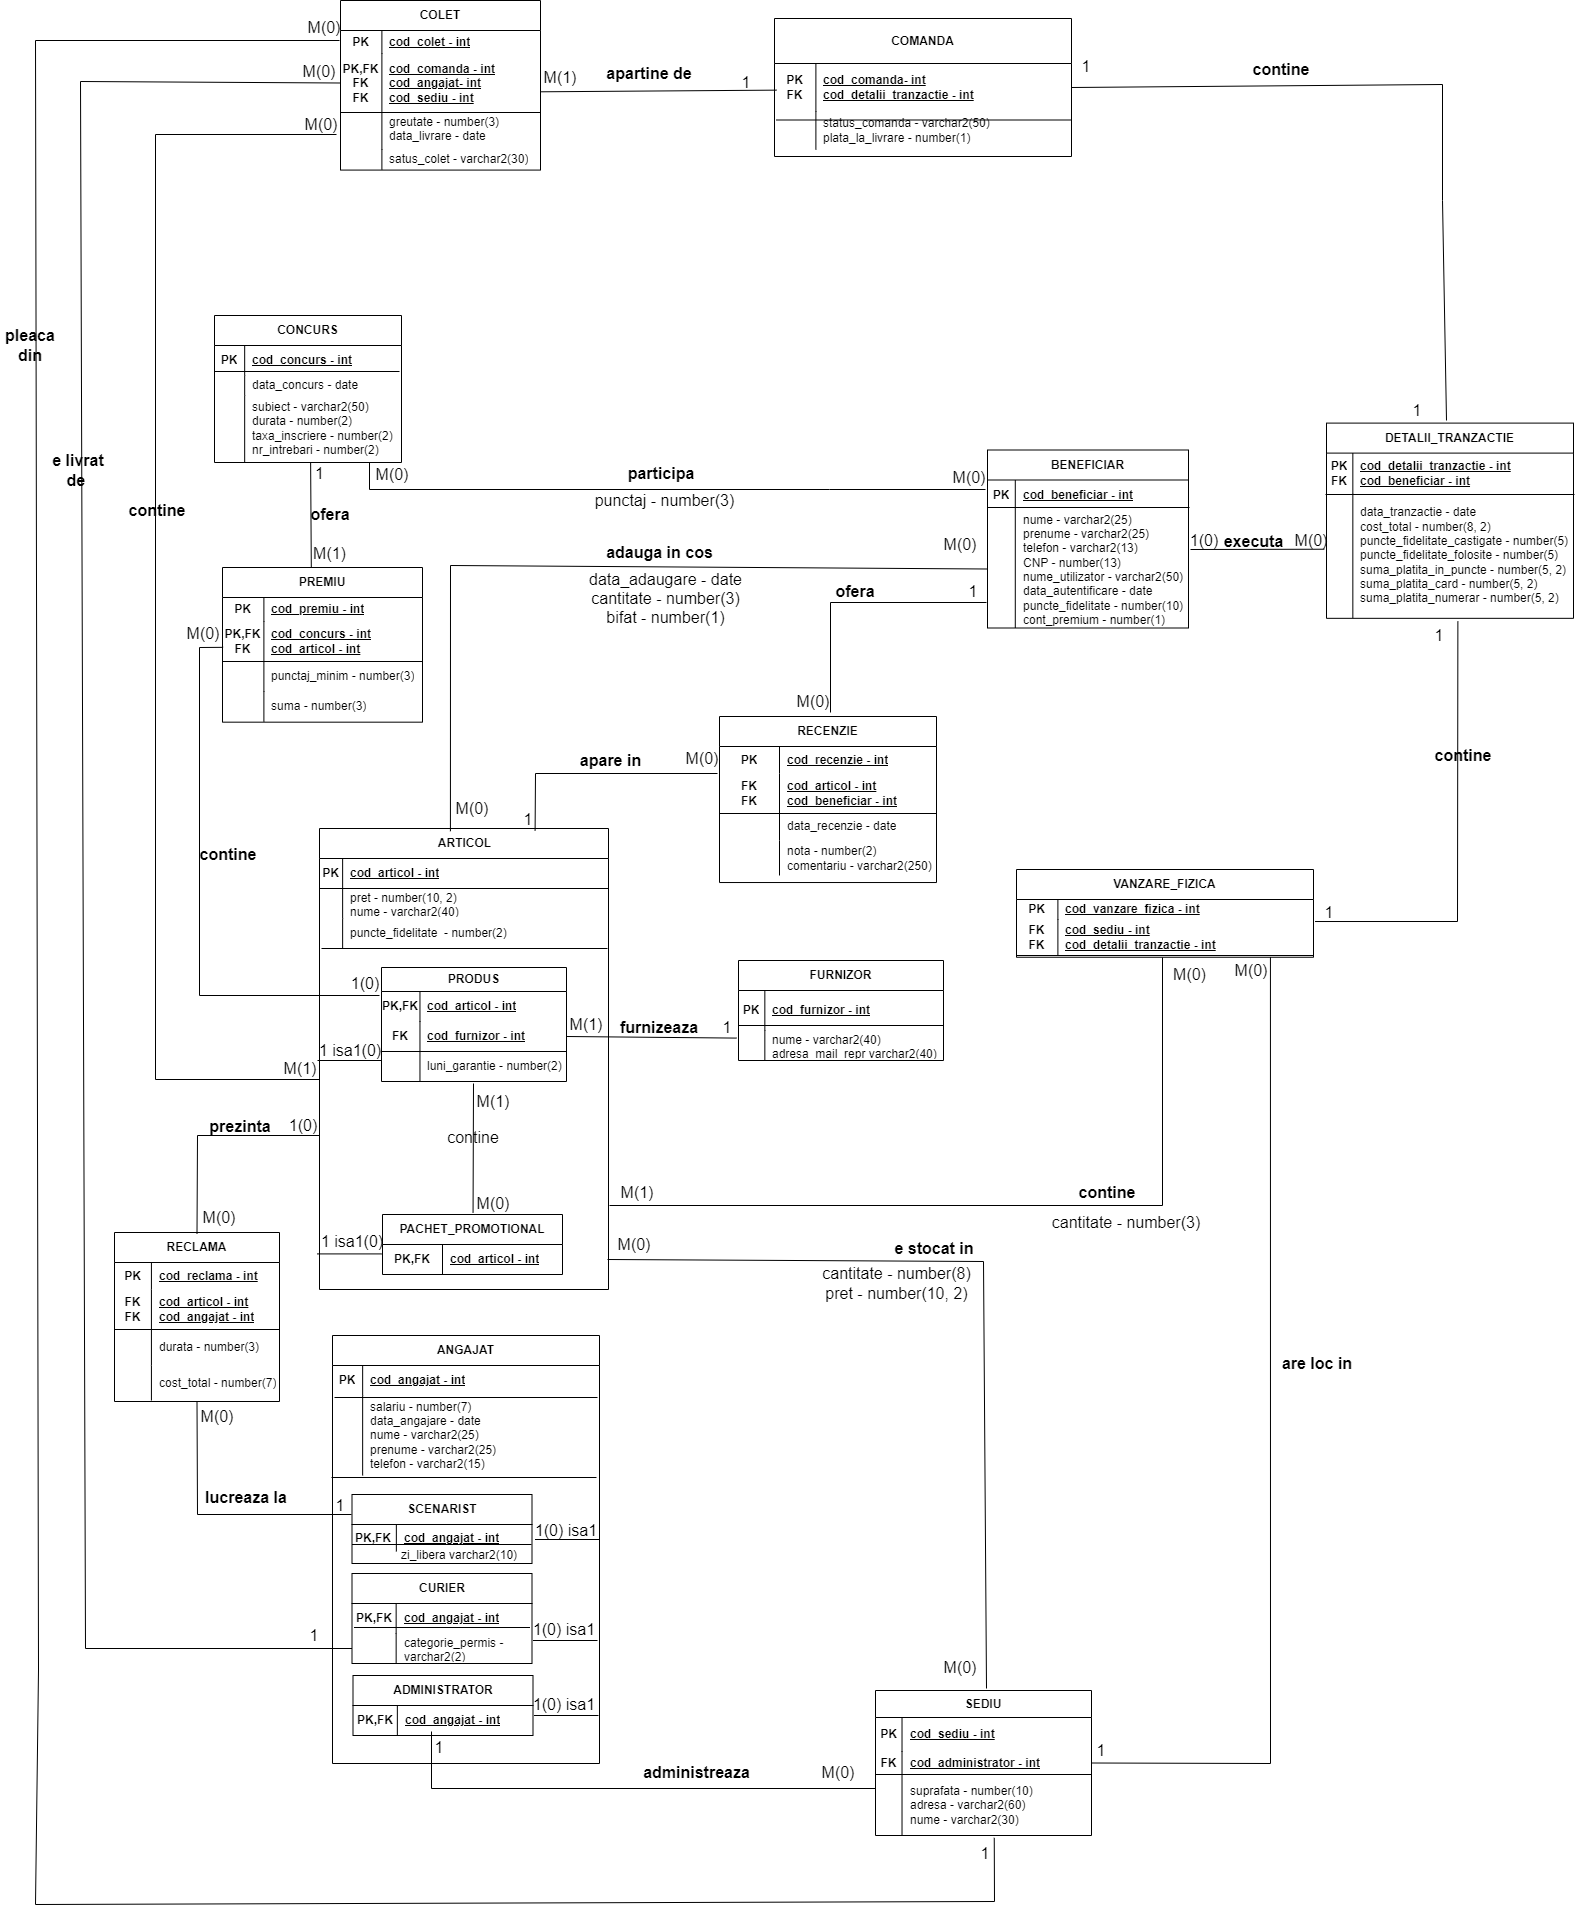 COLET
M(0)
PK cod_colet - int
M(0)
PK,FK cod_comanda - int
FK cod_angajat- int
FK cod_sediu - int
M(0)
greutate - number(3)
data_livrare - date
satus_colet - varchar2(30)
M(1) apartine de 1
COMANDA
PK cod_comanda- int
FK cod_detalii_tranzactie - int
status_comanda - varchar2(50)
plata_la_livrare - number(1)
1 contine
1
pleaca
din
e livrat
de
contine
CONCURS
PK cod_concurs - int
data_concurs - date
subiect - varchar2(50)
durata - number(2)
taxa_inscriere - number(2)
nr_intrebari - number(2)
1
M(0) participa M(0)
punctaj - number(3)
ofera
M(1)
BENEFICIAR
PK cod_beneficiar - int
nume - varchar2(25)
prenume - varchar2(25)
telefon - varchar2(13)
CNP - number(13)
nume_utilizator - varchar2(50)
data_autentificare - date
puncte_fidelitate - number(10)
cont_premium - number(1)
1(0) executa M(0)
DETALII_TRANZACTIE
PK cod_detalii_tranzactie - int
FK cod_beneficiar - int
data_tranzactie - date
cost_total - number(8, 2)
puncte_fidelitate_castigate - number(5)
puncte_fidelitate_folosite - number(5)
suma_platita_in_puncte - number(5, 2)
suma_platita_card - number(5, 2)
suma_platita_numerar - number(5, 2)
1
contine
1
adauga in cos M(0)
data_adaugare - date
cantitate - number(3)
bifat - number(1)
M(0)
ofera 1
M(0)
PREMIU
PK cod_premiu - int
M(0)
PK,FK cod_concurs - int
FK cod_articol - int
punctaj_minim - number(3)
suma - number(3)
contine
1(0)
RECENZIE
PK cod_recenzie - int
FK cod_articol - int
FK cod_beneficiar - int
data_recenzie - date
nota - number(2)
comentariu - varchar2(250)
apare in M(0)
1
ARTICOL
PK cod_articol - int
pret - number(10, 2)
nume - varchar2(40)
puncte_fidelitate  - number(2)
PRODUS
PK,FK cod_articol - int
FK cod_furnizor - int
luni_garantie - number(2)
1 isa1(0)
M(1)
M(1) furnizeaza 1
FURNIZOR
PK cod_furnizor - int
nume - varchar2(40)
adresa_mail_repr varchar2(40)
VANZARE_FIZICA
PK cod_vanzare_fizica - int
FK cod_sediu - int
FK cod_detalii_tranzactie - int
M(0) M(0)
M(1)
contine
M(0)
PACHET_PROMOTIONAL
PK,FK cod_articol - int
1 isa1(0)
prezinta 1(0)
M(0)
M(1) contine
cantitate - number(3)
M(0) e stocat in
cantitate - number(8)
pret - number(10, 2)
M(0)
RECLAMA
PK cod_reclama - int
FK cod_articol - int
FK cod_angajat - int
durata - number(3)
cost_total - number(7)
M(0)
lucreaza la 1
are loc in
1
ANGAJAT
PK cod_angajat - int
salariu - number(7)
data_angajare - date
nume - varchar2(25)
prenume - varchar2(25)
telefon - varchar2(15)
SCENARIST
PK,FK cod_angajat - int
zi_libera varchar2(10)
1(0) isa1
CURIER
PK,FK cod_angajat - int
categorie_permis -
varchar2(2)
1(0) isa1
1
ADMINISTRATOR
PK,FK cod_angajat - int
1(0) isa1
1
administreaza M(0)
SEDIU
PK cod_sediu - int
FK cod_administrator - int
suprafata - number(10)
adresa - varchar2(60)
nume - varchar2(30)
1